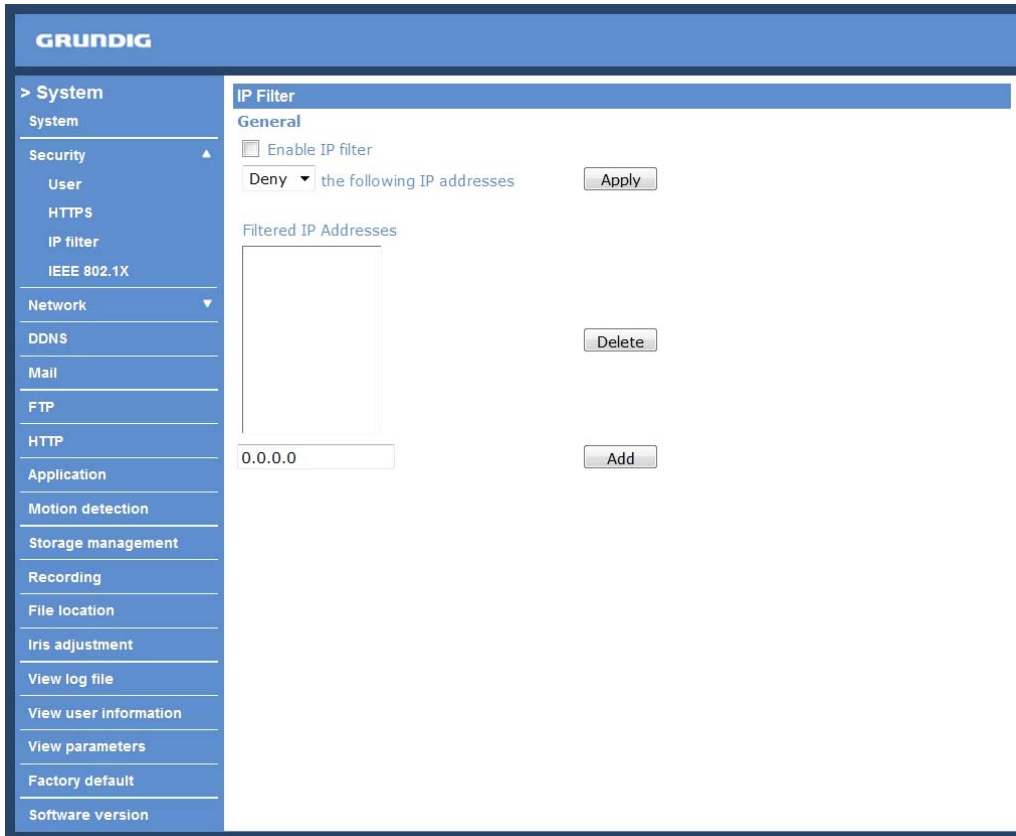 GRUNDIG
> System
System
Security
User
HTTPS
IP filter
IEEE 802.1X
Network
DDNS
Mail
FTP
HTTP
Application
Motion detection
Storage management
Recording
File location
Iris adjustment
View log file
View user information
View parameters
Factory default
Software version
IP Filter
General
Enable IP filter
Deny the following IP addresses Apply
Filtered IP Addresses
Delete
0.0.0.0 Add